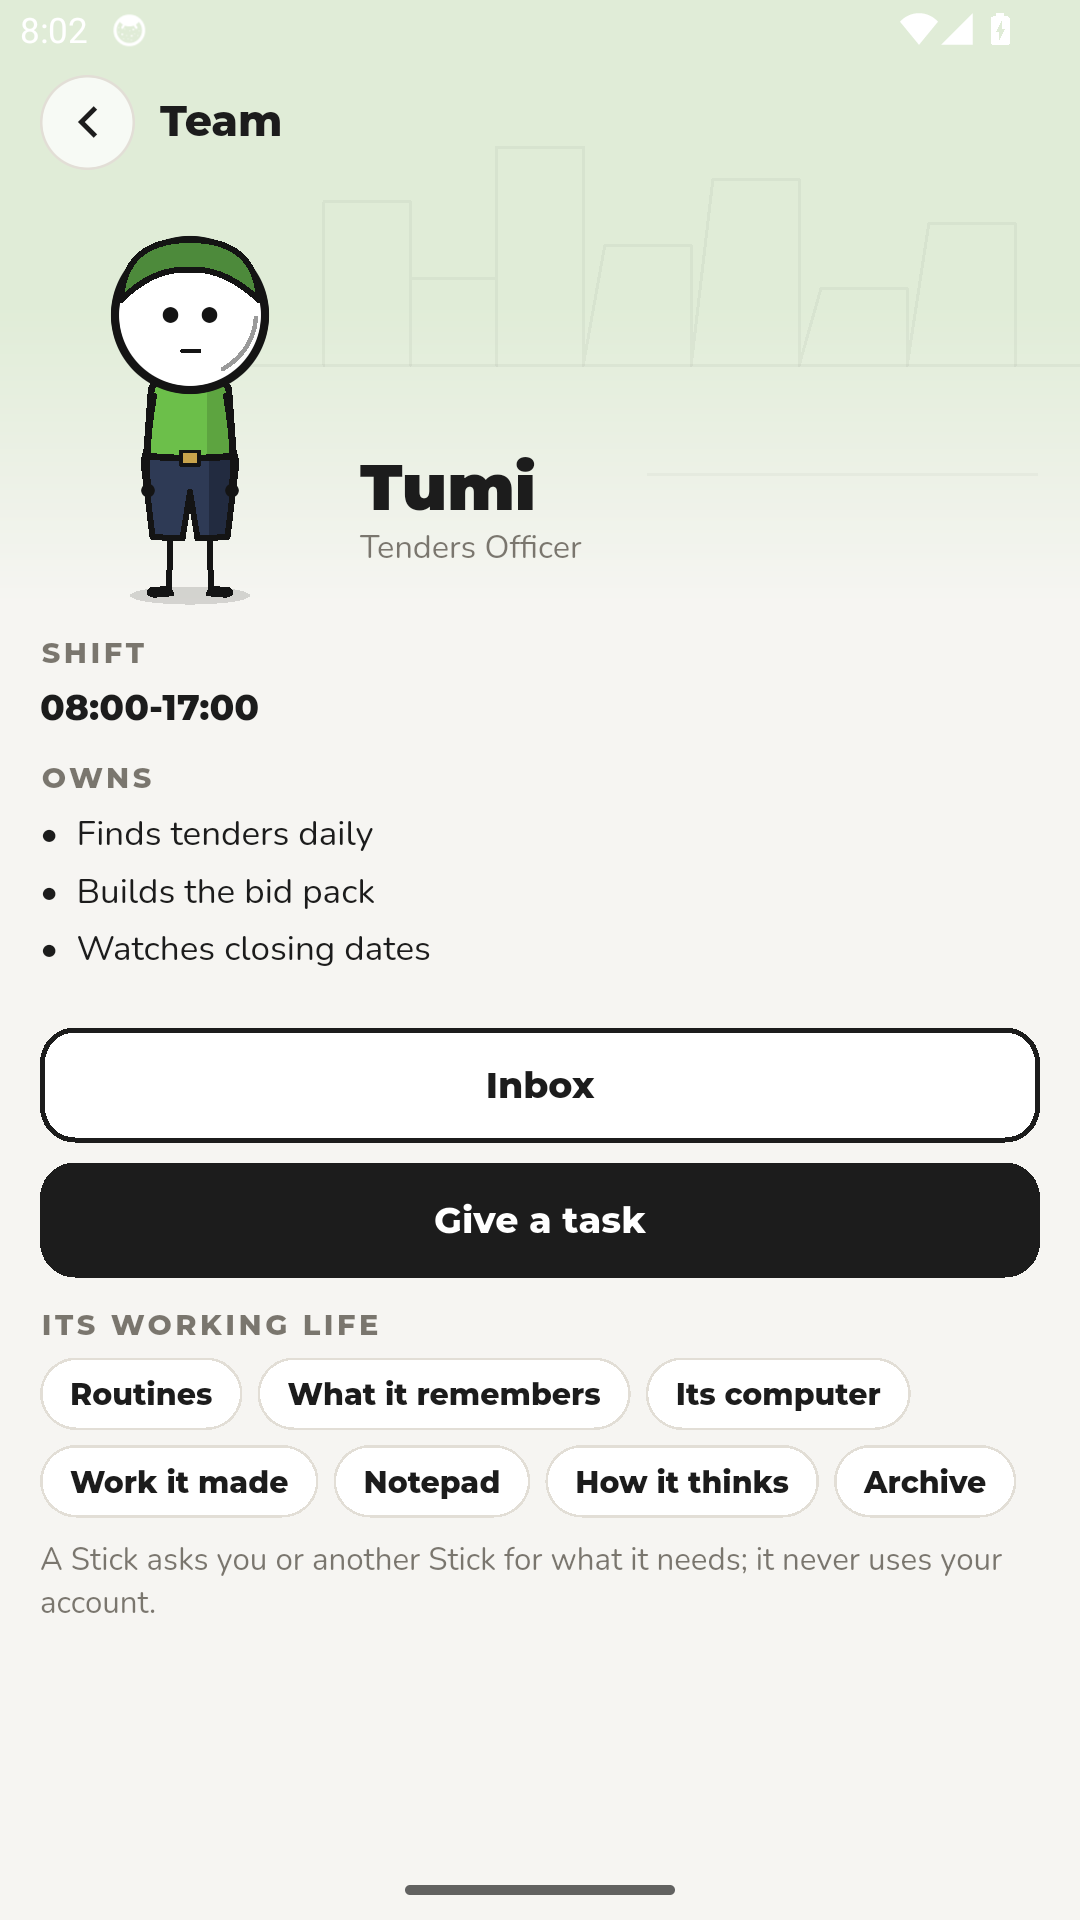 8:02
Team
Tumi
Tenders Officer
SHIFT
08:00-17:00
OWNS
• Finds tenders daily
• Builds the bid pack
• Watches closing dates
Inbox
Give a task
ITS WORKING LIFE
Routines What it remembers Its computer
Work it made Notepad How it thinks Archive
A Stick asks you or another Stick for what it needs; it never uses your
account.